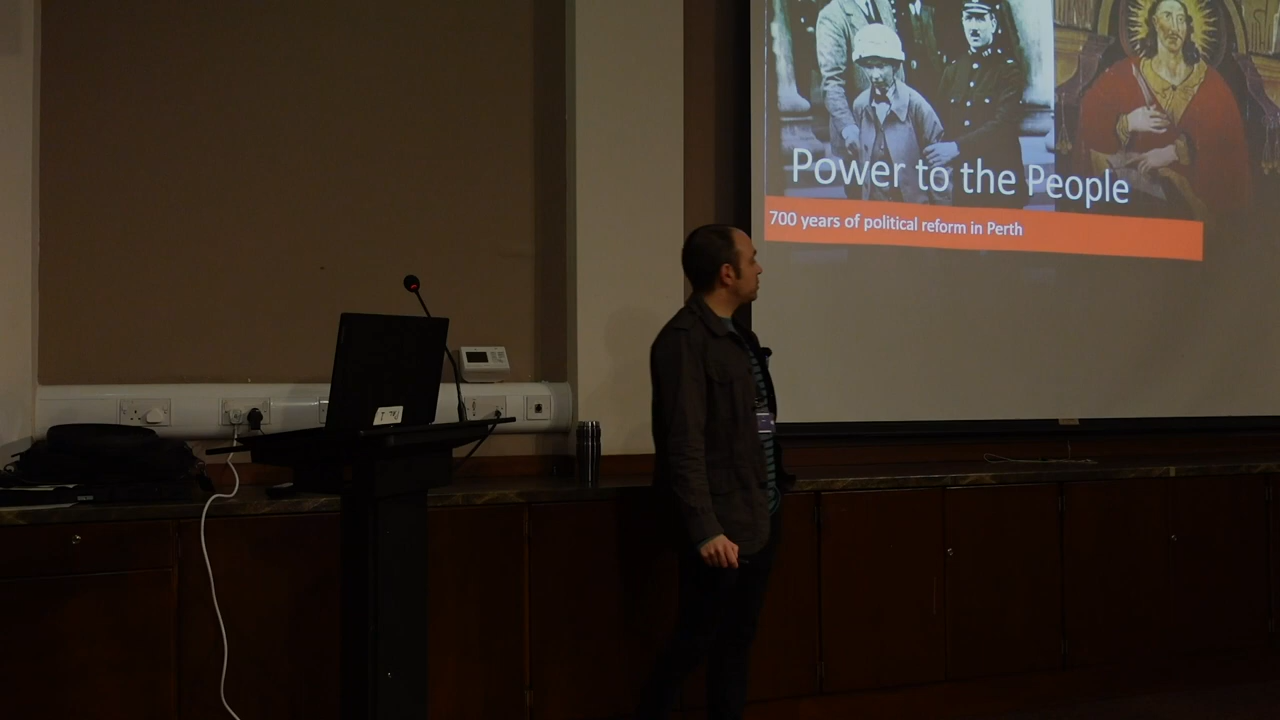 Power to the People
700 years of political reform in Perth